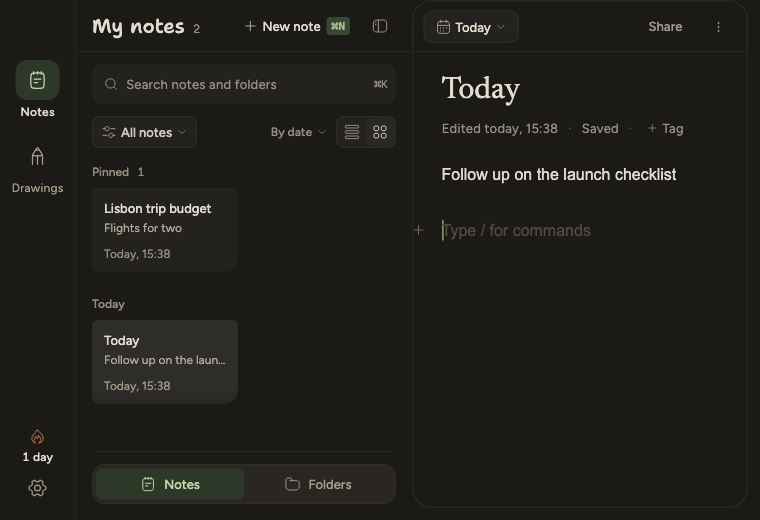 My notes 2
+ New note ⌘N
Notes
Drawings
1 day
Search notes and folders ⌘K
All notes
By date
Pinned 1
Lisbon trip budget
Flights for two
Today, 15:38
Today
Today
Follow up on the laun...
Today, 15:38
Notes
Folders
Today
Share
Today
Edited today, 15:38 · Saved · + Tag
Follow up on the launch checklist
Type / for commands